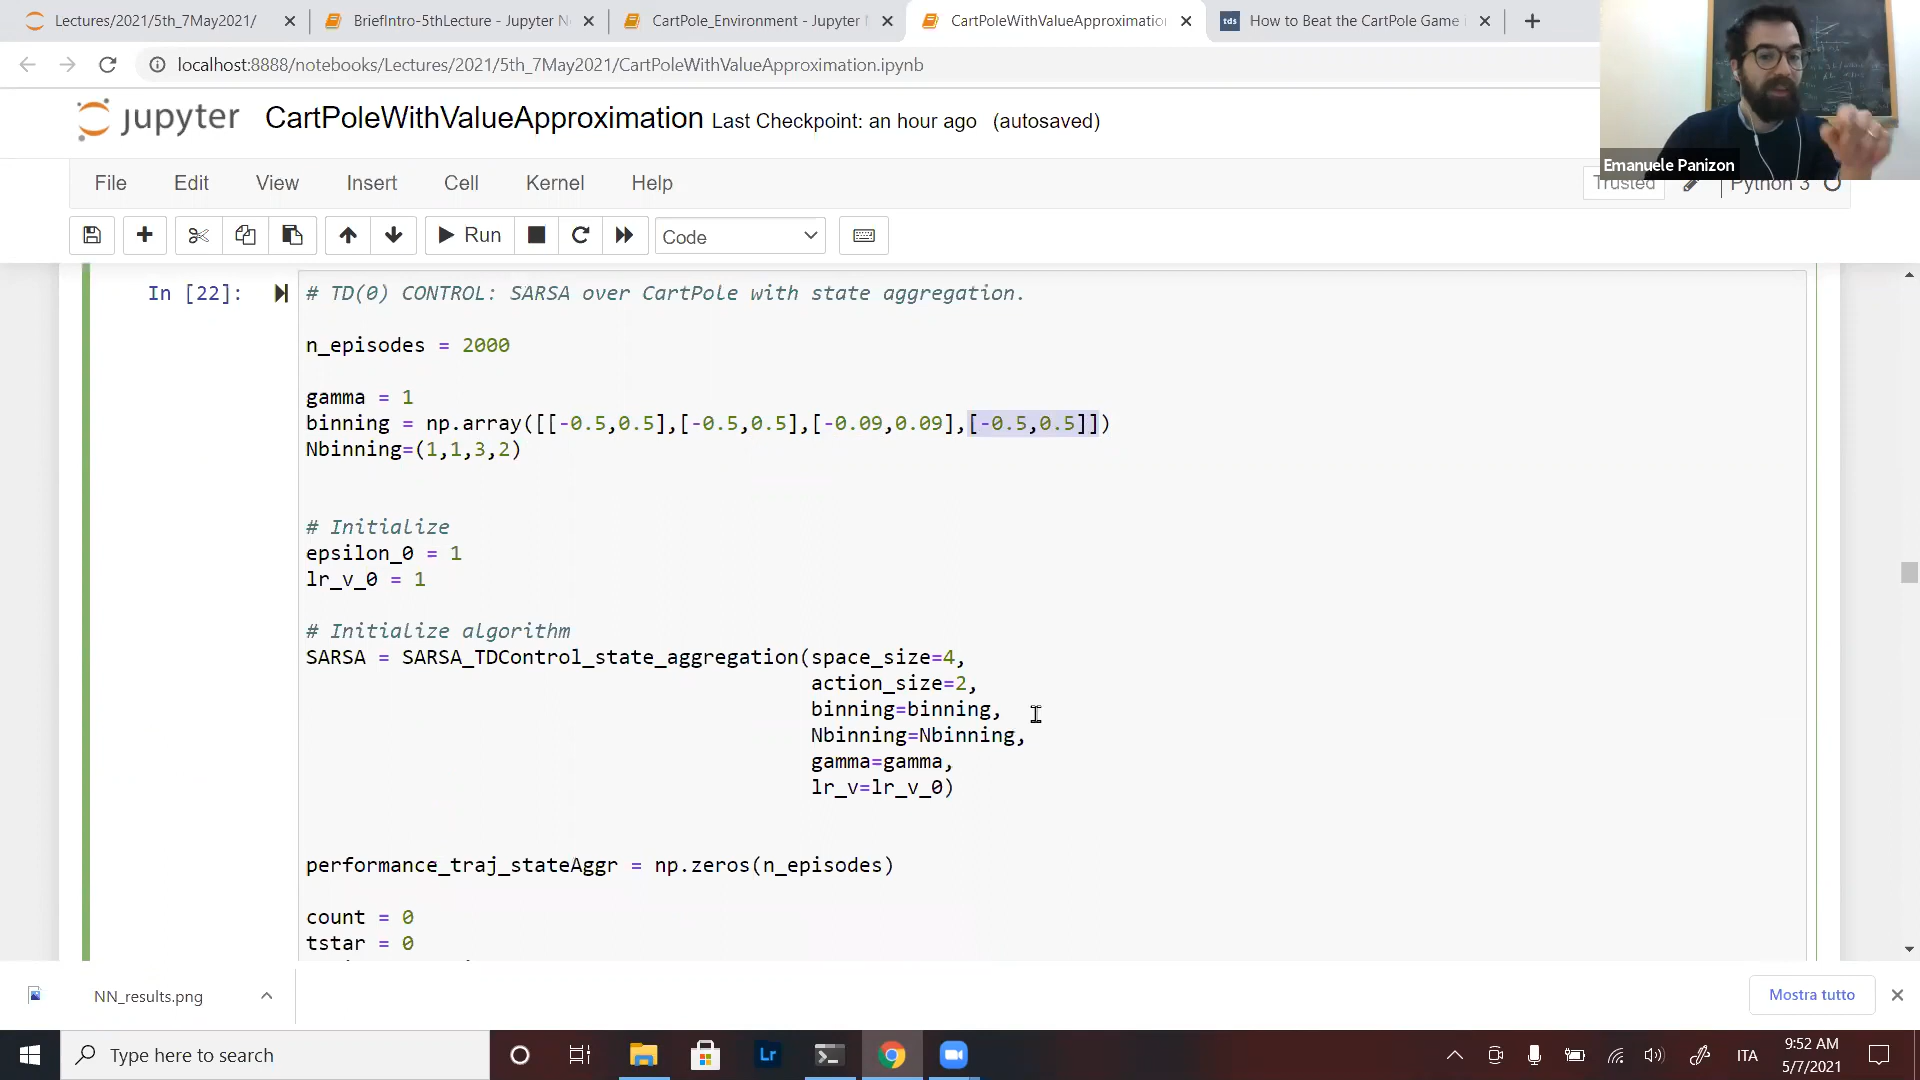 Lectures/2021/5th_7May2021/
BriefIntro-5thLecture - Jupyter N
CartPole_Environment - Jupyter
CartPoleWithValueApproximation
How to Beat the CartPole Game i
localhost:8888/notebooks/Lectures/2021/5th_7May2021/CartPoleWithValueApproximation.ipynb
jupyter CartPoleWithValueApproximation Last Checkpoint: an hour ago (autosaved)
Emanuele Panizon
File Edit View Insert Cell Kernel Help
Trusted Python 3
Run Code
In [22]:
# TD(0) CONTROL: SARSA over CartPole with state aggregation.
n_episodes = 2000
gamma = 1
binning = np.array([[-0.5,0.5],[-0.5,0.5],[-0.09,0.09],[-0.5,0.5]])
Nbinning=(1,1,3,2)
# Initialize
epsilon_0 = 1
lr_v_0 = 1
# Initialize algorithm
SARSA = SARSA_TDControl_state_aggregation(space_size=4,
action_size=2,
binning=binning,
Nbinning=Nbinning,
gamma=gamma,
lr_v=lr_v_0)
performance_traj_stateAggr = np.zeros(n_episodes)
count = 0
tstar = 0
NN_results.png
Mostra tutto
Type here to search
Lr
ITA
9:52 AM
5/7/2021